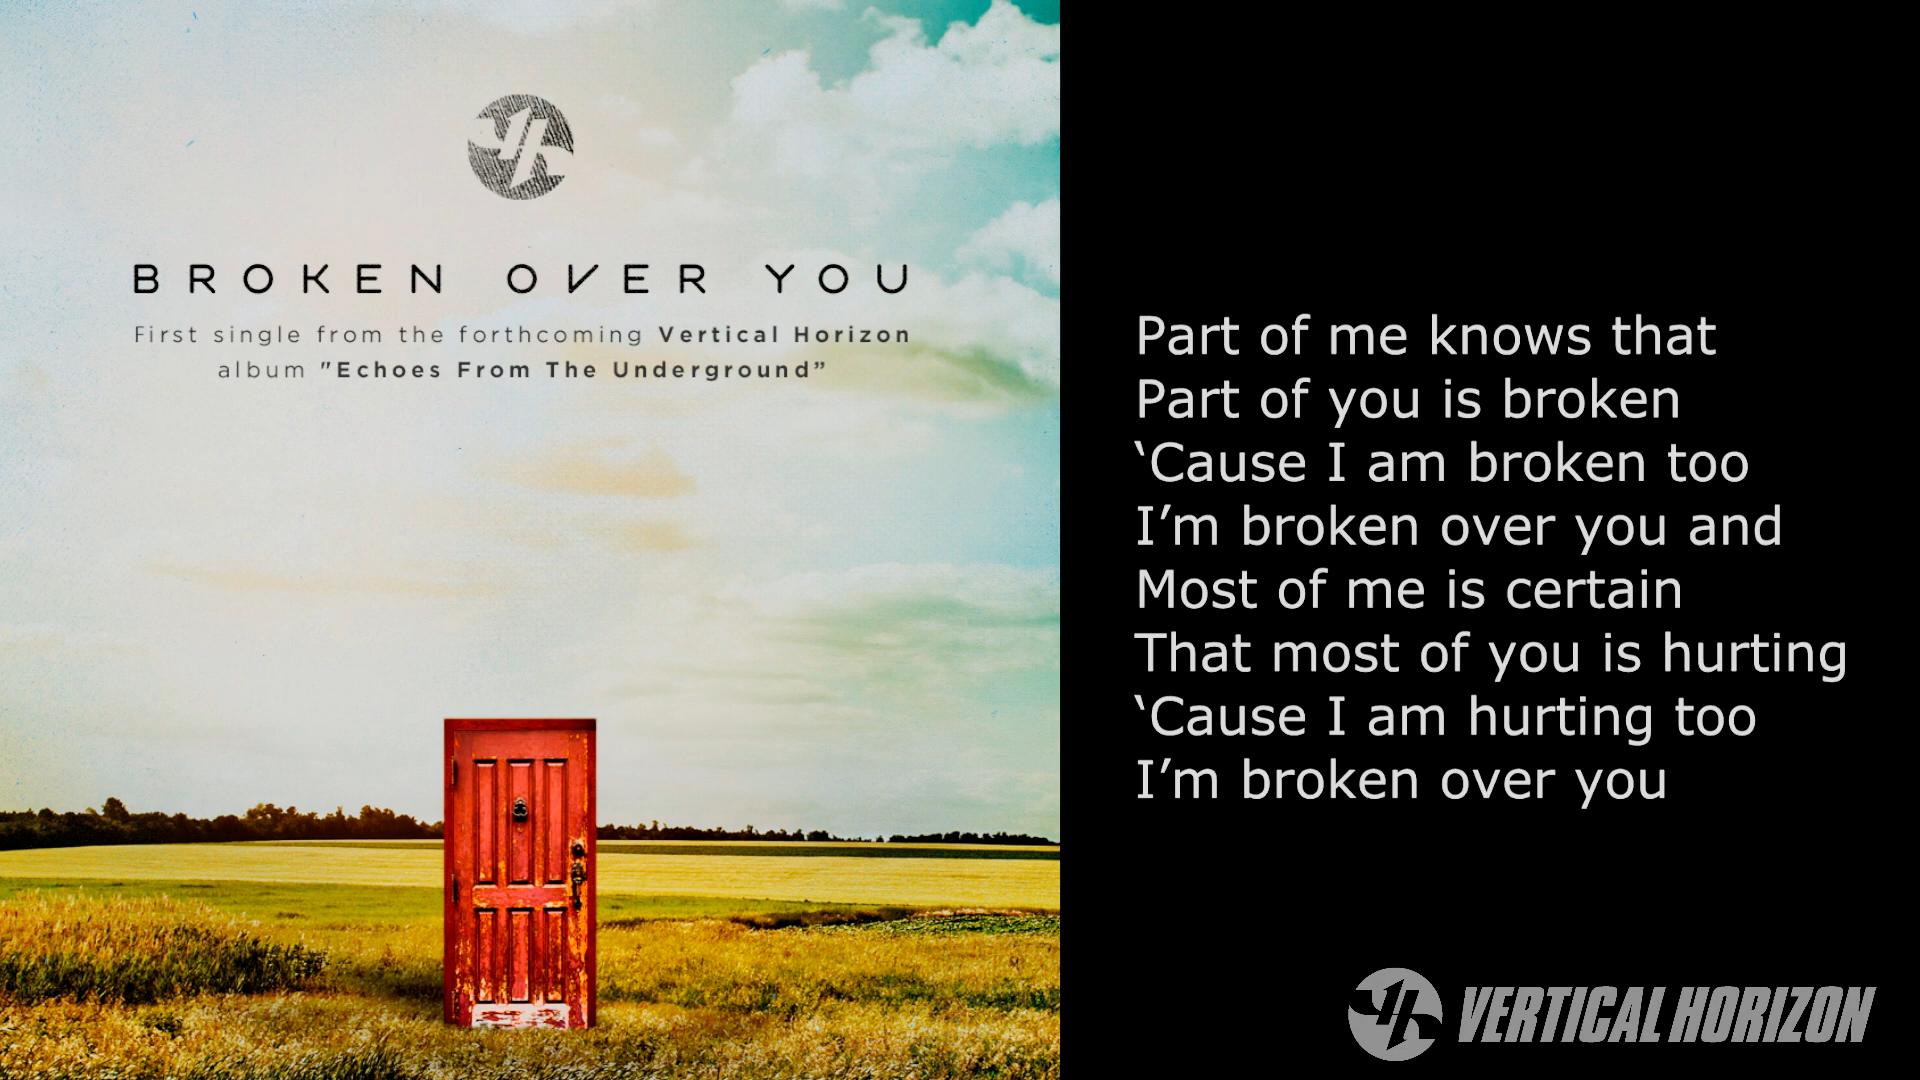 BROKEN OVER YOU
First single from the forthcoming Vertical Horizon
album "Echoes From The Underground”
Part of me knows that
Part of you is broken
‘Cause I am broken too
I’m broken over you and
Most of me is certain
That most of you is hurting
‘Cause I am hurting too
I’m broken over you
VERTICAL HORIZON